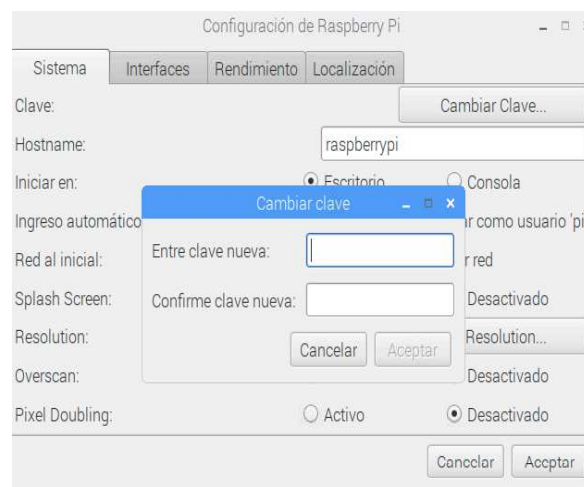 Configuración de Raspberry Pi
Sistema Interfaces Rendimiento Localización
Clave: Cambiar Clave...
Hostname: raspberrypi
Iniciar en: Escritorio Consola
Cambiar clave
Ingreso automático como usuario 'pi
Entre clave nueva:
Red al inicial: red
Splash Screen: Desactivado
Confirme clave nueva:
Resolution: Resolution...
Cancelar Aceptar
Overscan: Desactivado
Pixel Doubling: Activo Desactivado
Cancelar Aceptar